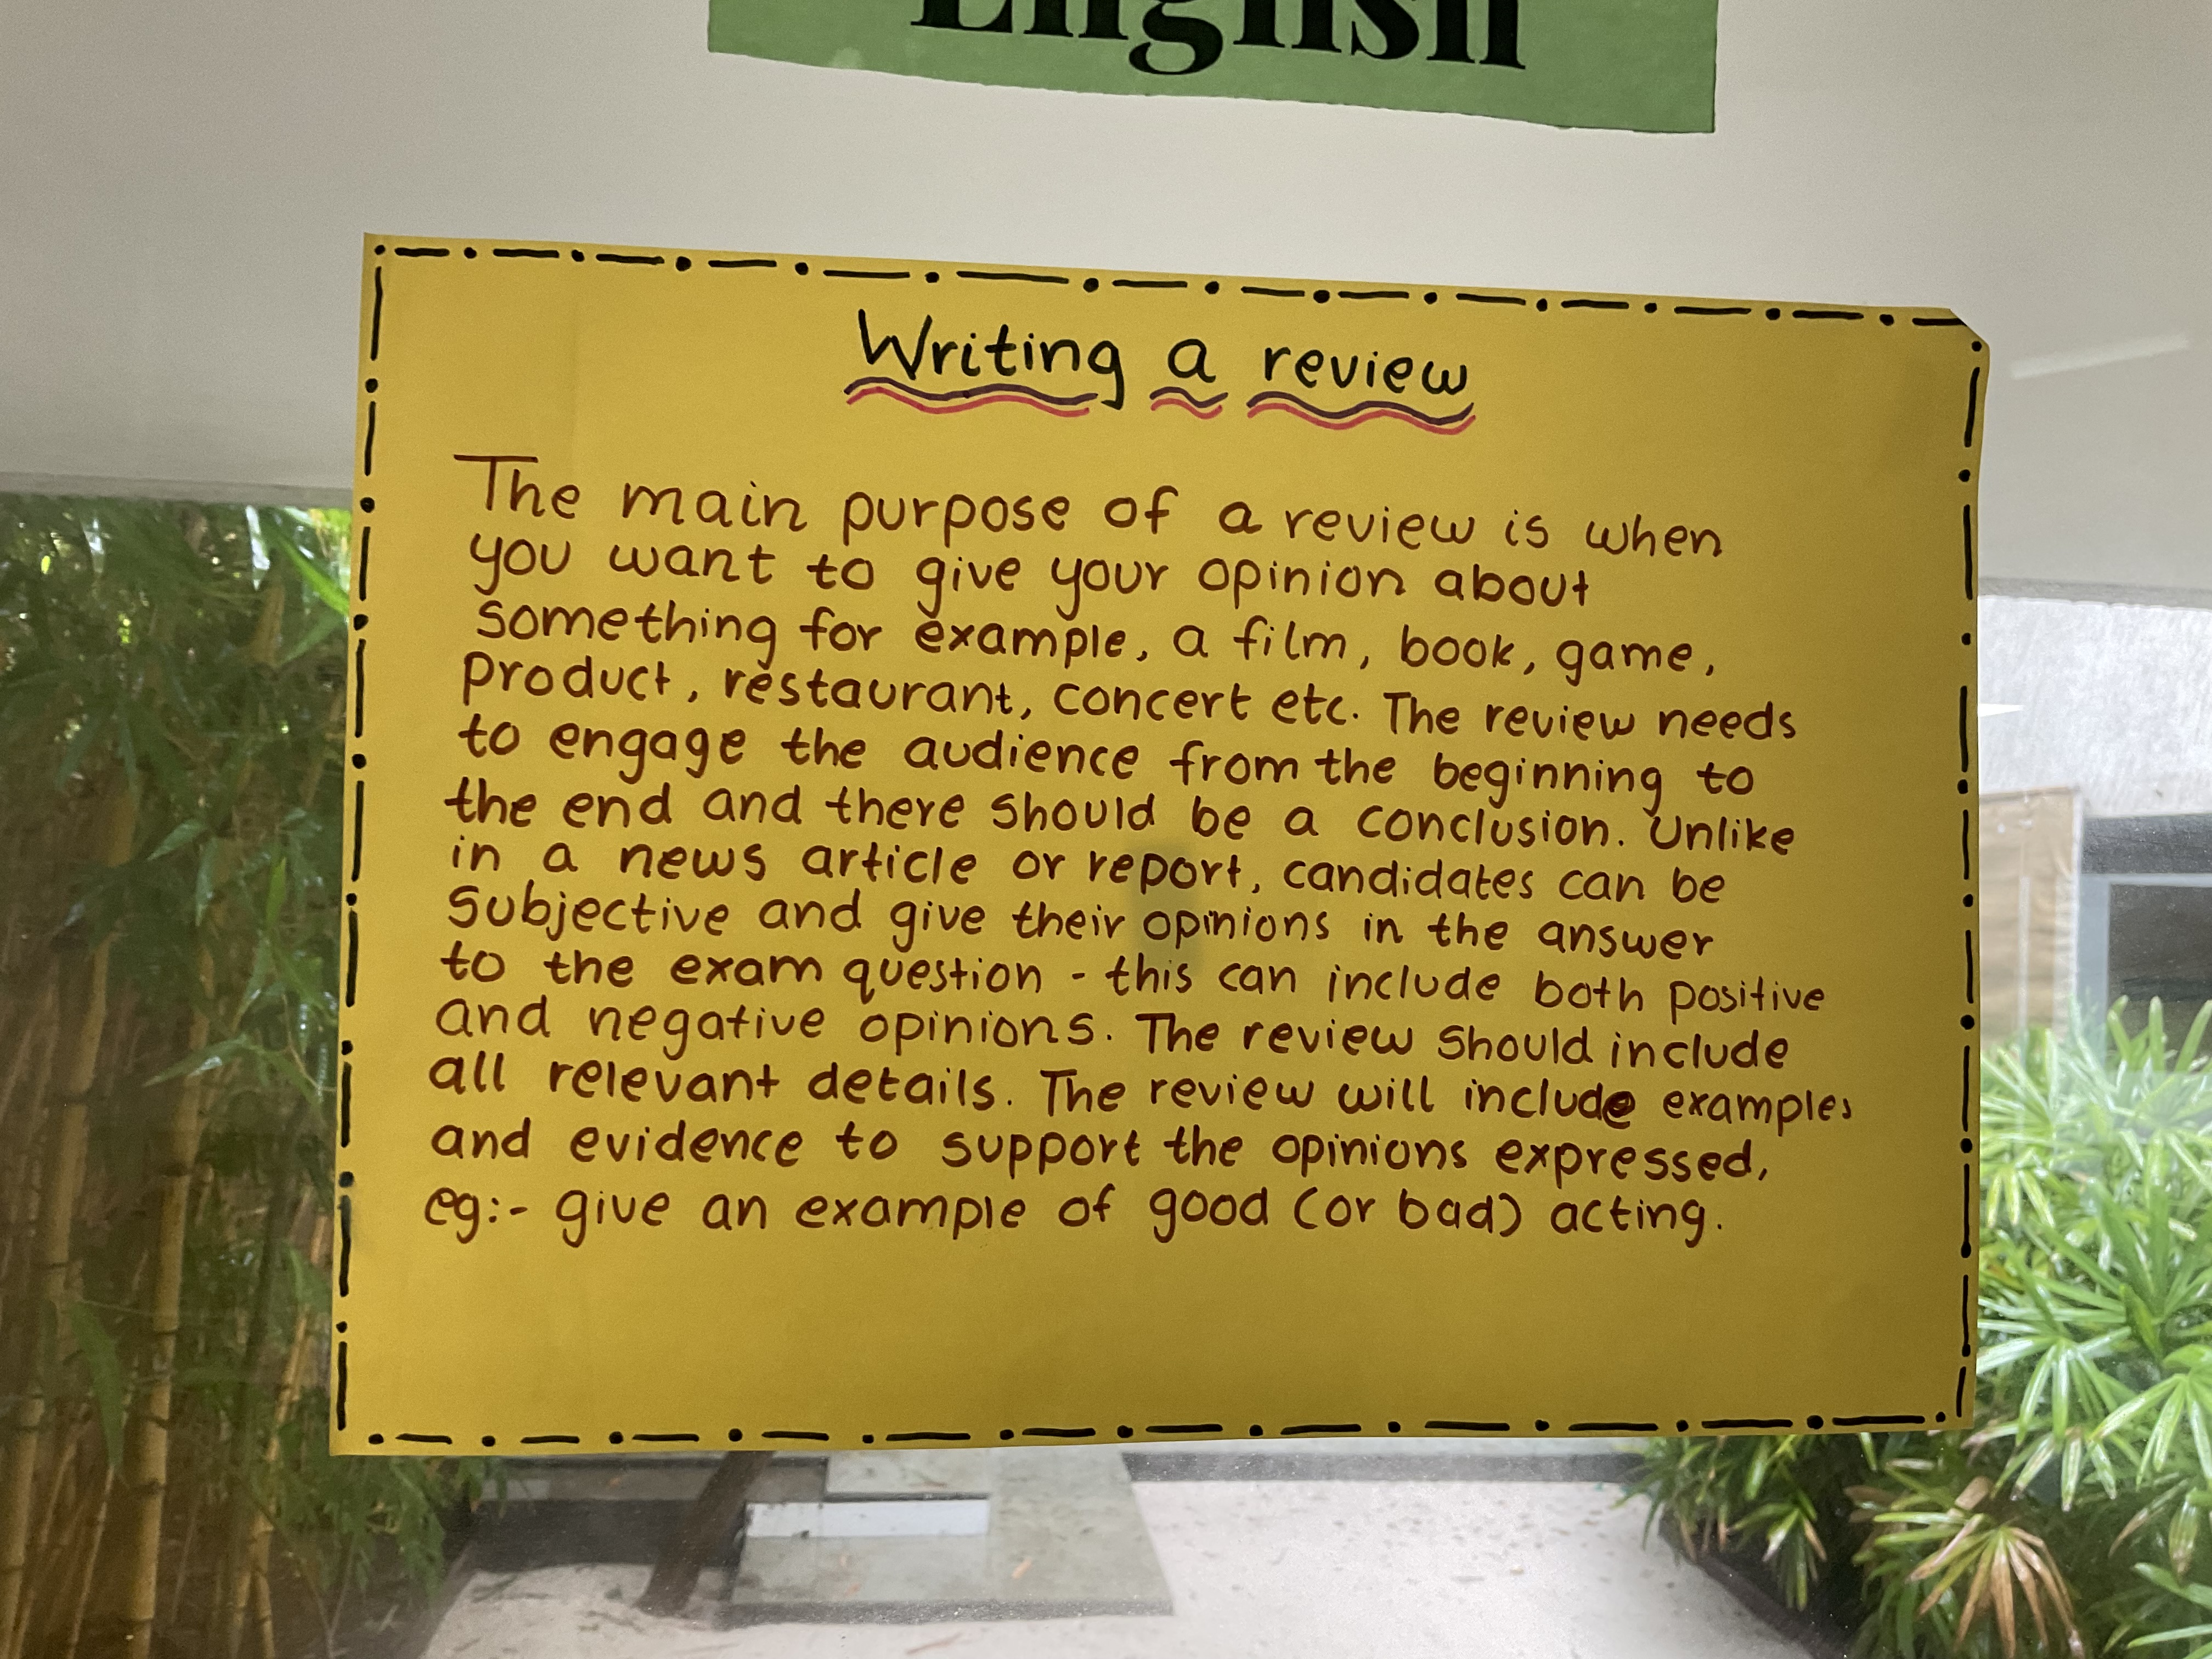 English
Writing a review
The main purpose of a review is when
you want to give your opinion about
something for example, a film, book, game,
product, restaurant, concert etc. The review needs
to engage the audience from the beginning to
the end and there should be a conclusion. Unlike
in a news article or report, candidates can be
subjective and give their opinions in the answer
to the exam question - this can include both positive
and negative opinions. The review should include
all relevant details. The review will include examples
and evidence to support the opinions expressed,
eg:- give an example of good (or bad) acting.